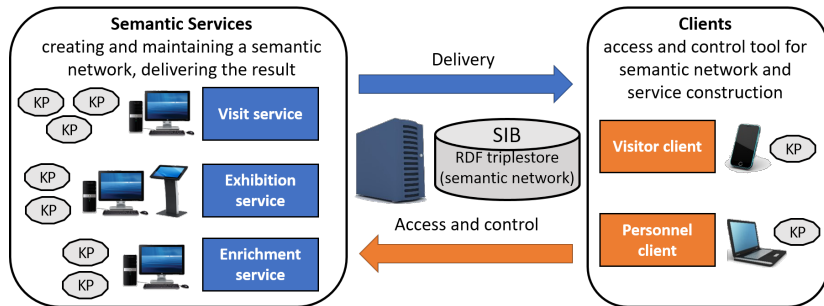 Semantic Services
creating and maintaining a semantic
network, delivering the result
KP
KP
KP
Visit service
KP
KP
Exhibition
service
KP
KP
Enrichment
service
Delivery
SIB
RDF triplestore
(semantic network)
Access and control
Clients
access and control tool for
semantic network and
service construction
Visitor client
KP
Personnel
client
KP